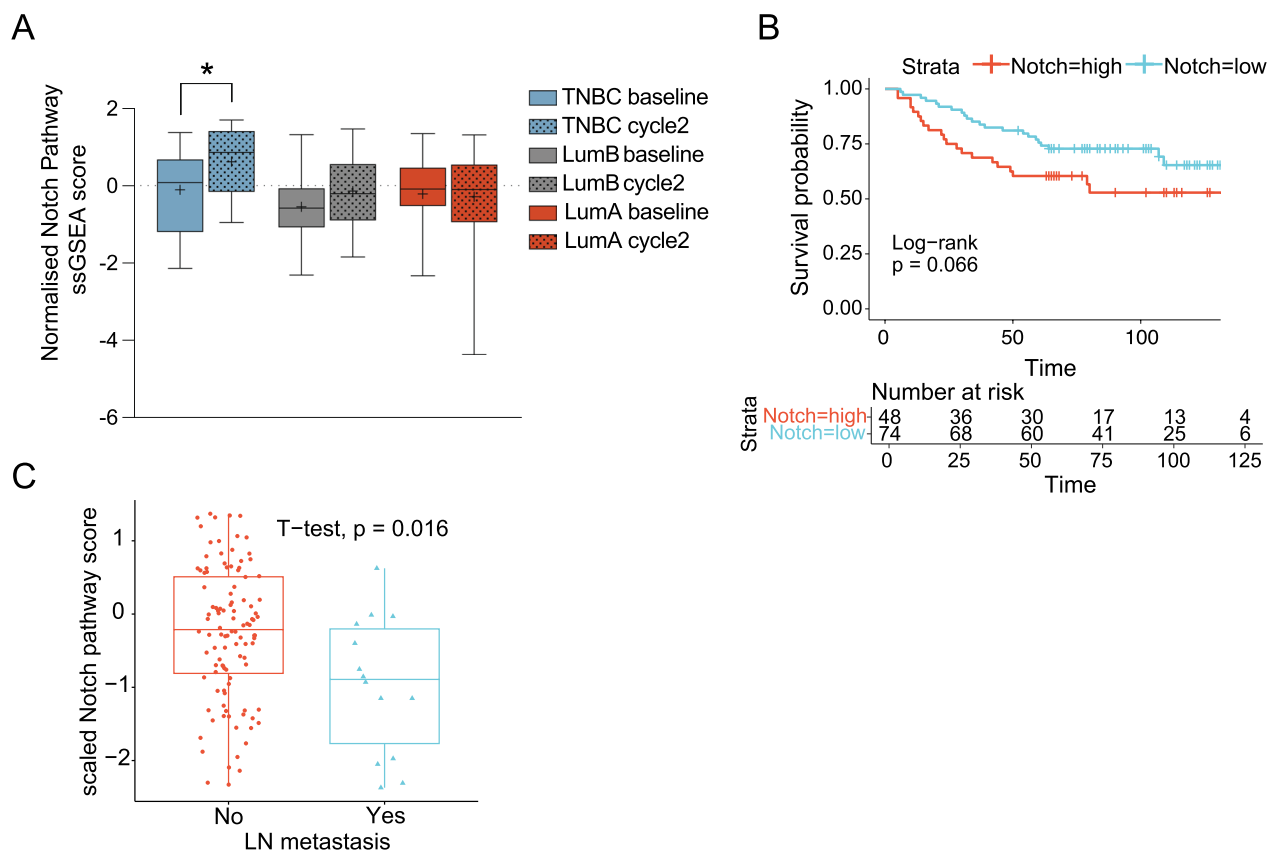 A
Normalised Notch Pathway
ssGSEA score
2
0
-2
-4
-6
*
TNBC baseline
TNBC cycle2
LumB baseline
LumB cycle2
LumA baseline
LumA cycle2
B
Strata Notch=high Notch=low
Survival probability
1.00
0.75
0.50
0.25
0.00
Log−rank
p = 0.066
0 50 100
Time
Number at risk
Strata
Notch=high 48 36 30 17 13 4
Notch=low 74 68 60 41 25 6
0 25 50 75 100 125
Time
C
scaled Notch pathway score
1
0
−1
−2
T−test, p = 0.016
No Yes
LN metastasis